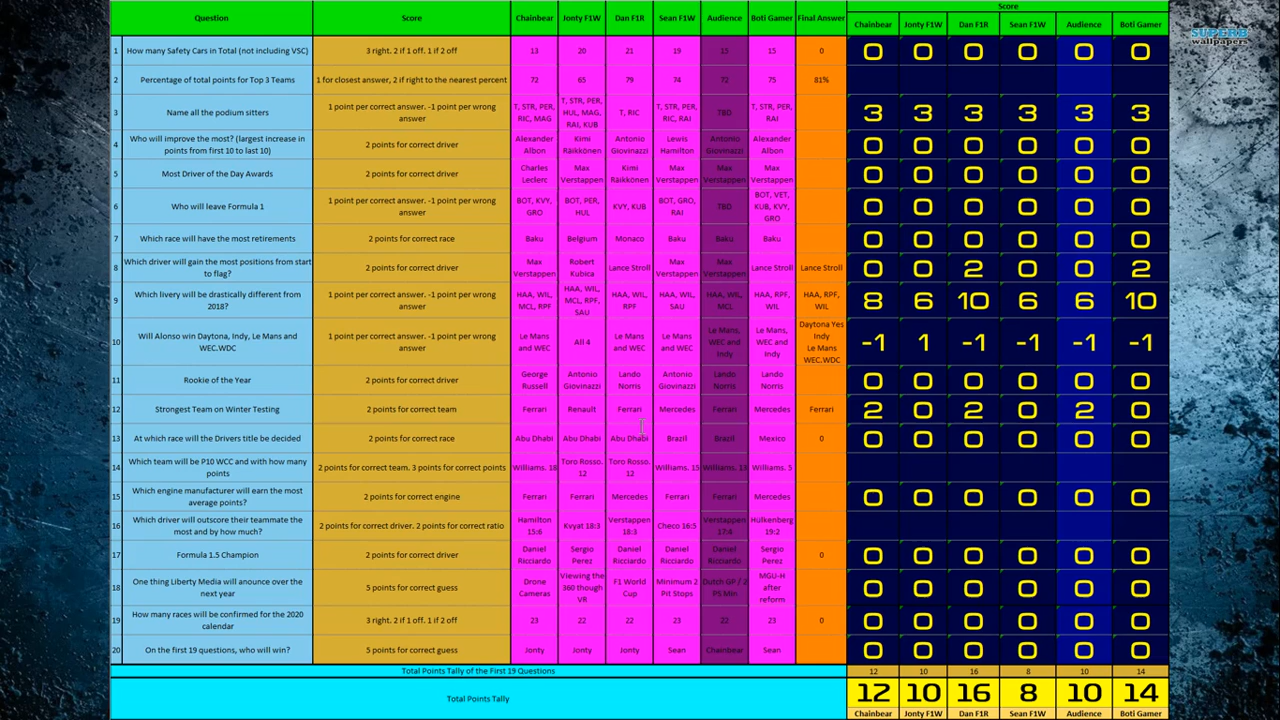 Question Score Chainbear Jonty F1W Dan F1R Sean F1W Audience Boti Gamer Final Answer Score
Chainbear Jonty F1W Dan F1R Sean F1W Audience Boti Gamer
1 How many Safety Cars in Total (not including VSC) 3 right. 2 if 1 off. 1 if 2 off 13 20 21 19 15 15 0 0 0 0 0 0 0
2 Percentage of total points for Top 3 Teams 1 for closest answer, 2 if right to the nearest percent 72 65 79 74 72 75 81%
3 Name all the podium sitters 1 point per correct answer. -1 point per wrong answer T, STR, PER, RIC, MAG T, STR, PER, HUL, MAG, RAI, KUB T, RIC T, STR, PER, RIC, RAI TBD T, STR, PER, RAI 3 3 3 3 3 3
4 Who will improve the most? (largest increase in points from first 10 to last 10) 2 points for correct driver Alexander Albon Kimi Räikkönen Antonio Giovinazzi Lewis Hamilton Antonio Giovinazzi Alexander Albon 0 0 0 0 0 0
5 Most Driver of the Day Awards 2 points for correct driver Charles Leclerc Max Verstappen Kimi Räikkönen Max Verstappen Max Verstappen Max Verstappen 0 0 0 0 0 0
6 Who will leave Formula 1 1 point per correct answer. -1 point per wrong answer BOT, KVY, GRO BOT, PER, HUL KVY, KUB BOT, GRO, RAI TBD BOT, VET, KUB, KVY, GRO 0 0 0 0 0 0
7 Which race will have the most retirements 2 points for correct race Baku Belgium Monaco Baku Baku Baku 0 0 0 0 0 0
8 Which driver will gain the most positions from start to flag? 2 points for correct driver Max Verstappen Robert Kubica Lance Stroll Max Verstappen Max Verstappen Lance Stroll Lance Stroll 0 0 2 0 0 2
9 Which livery will be drastically different from 2018? 1 point per correct answer. -1 point per wrong answer HAA, WIL, MCL, RPF HAA, WIL, MCL, RPF, SAU HAA, WIL, RPF HAA, WIL, SAU HAA, WIL, MCL HAA, RPF, WIL HAA, RPF, WIL 8 6 10 6 6 10
10 Will Alonso win Daytona, Indy, Le Mans and WEC.WDC 1 point per correct answer. -1 point per wrong answer Le Mans and WEC All 4 Le Mans and WEC Le Mans and WEC Le Mans, WEC and Indy Le Mans, WEC and Indy Daytona Yes Indy Le Mans WEC.WDC -1 1 -1 -1 -1 -1
11 Rookie of the Year 2 points for correct driver George Russell Antonio Giovinazzi Lando Norris Antonio Giovinazzi Lando Norris Lando Norris 0 0 0 0 0 0
12 Strongest Team on Winter Testing 2 points for correct team Ferrari Renault Ferrari Mercedes Ferrari Mercedes Ferrari 2 0 2 0 2 0
13 At which race will the Drivers title be decided 2 points for correct race Abu Dhabi Abu Dhabi Abu Dhabi Brazil Brazil Mexico 0 0 0 0 0 0 0
14 Which team will be P10 WCC and with how many points 2 points for correct team. 3 points for correct points Williams. 18 Toro Rosso. 12 Toro Rosso. 12 Williams. 15 Williams. 13 Williams. 5
15 Which engine manufacturer will earn the most average points? 2 points for correct engine Ferrari Ferrari Mercedes Ferrari Ferrari Mercedes 0 0 0 0 0 0
16 Which driver will outscore their teammate the most and by how much? 2 points for correct driver. 2 points for correct ratio Hamilton 15:6 Kvyat 18:3 Verstappen 18:3 Checo 16:5 Verstappen 17:4 Hülkenberg 19:2
17 Formula 1.5 Champion 2 points for correct driver Daniel Ricciardo Sergio Perez Daniel Ricciardo Daniel Ricciardo Daniel Ricciardo Sergio Perez 0 0 0 0 0 0 0
18 One thing Liberty Media will anounce over the next year 5 points for correct guess Drone Cameras Viewing the 360 though VR F1 World Cup Minimum 2 Pit Stops Dutch GP / 2 PS Min MGU-H after reform 0 0 0 0 0 0
19 How many races will be confirmed for the 2020 calendar 3 right. 2 if 1 off. 1 if 2 off 23 22 22 23 22 23 0 0 0 0 0 0 0
20 On the first 19 questions, who will win? 5 points for correct guess Jonty Jonty Jonty Sean Chainbear Sean 0 0 0 0 0 0
Total Points Tally of the First 19 Questions 12 10 16 8 10 14
Total Points Tally 12 10 16 8 10 14
Chainbear Jonty F1W Dan F1R Sean F1W Audience Boti Gamer
SUPERB
wallpapers